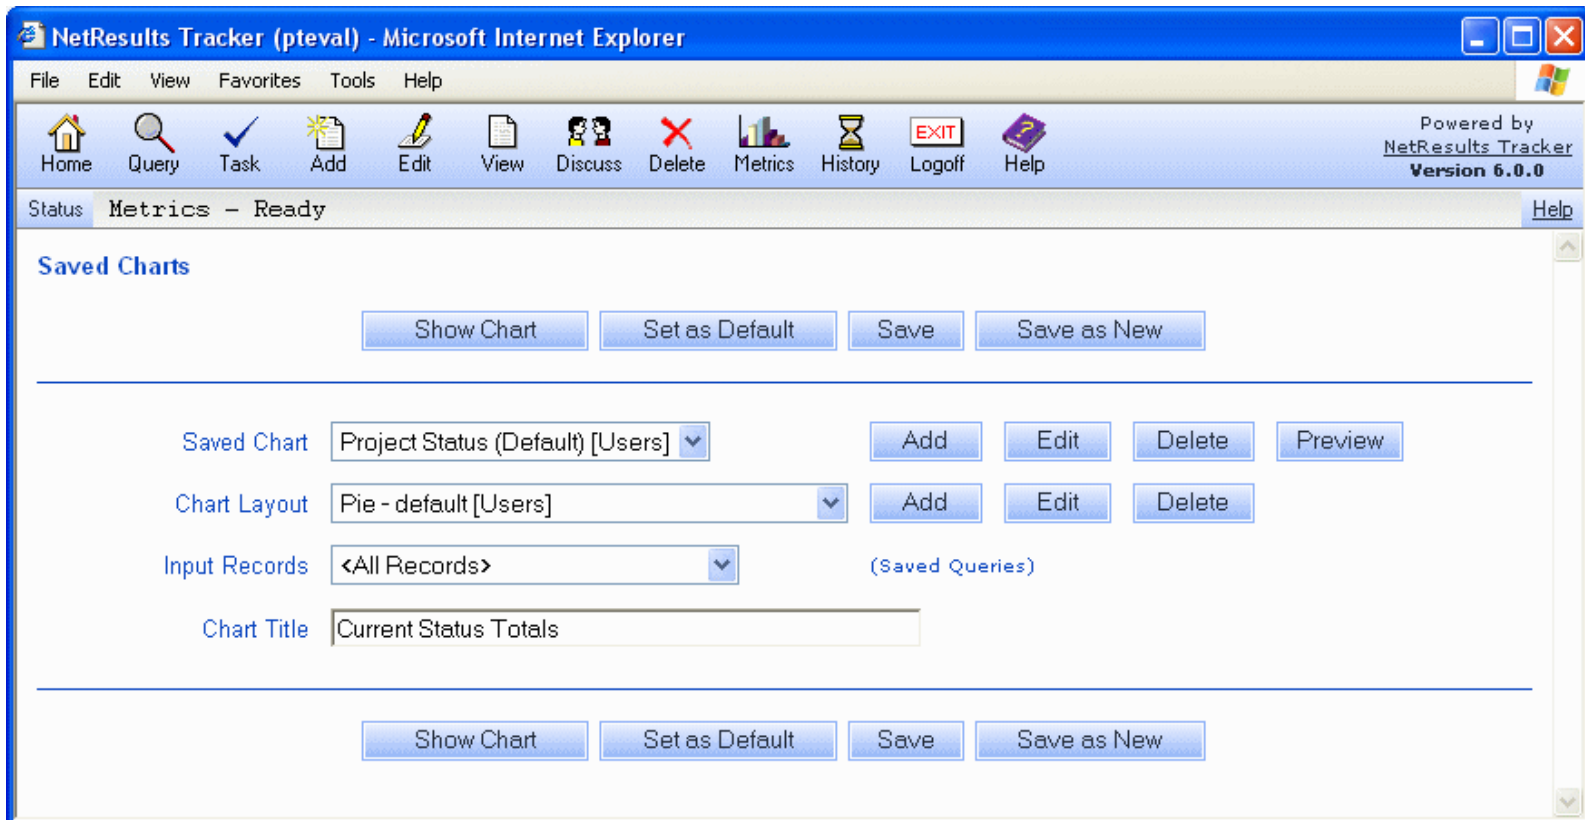 NetResults Tracker (pteval) - Microsoft Internet Explorer
File Edit View Favorites Tools Help
Home Query Task Add Edit View Discuss Delete Metrics History EXIT Logoff Help
Powered by
NetResults Tracker
Version 6.0.0
Status Metrics - Ready Help
Saved Charts
Show Chart Set as Default Save Save as New
Saved Chart Project Status (Default) [Users] Add Edit Delete Preview
Chart Layout Pie - default [Users] Add Edit Delete
Input Records <All Records> (Saved Queries)
Chart Title Current Status Totals
Show Chart Set as Default Save Save as New